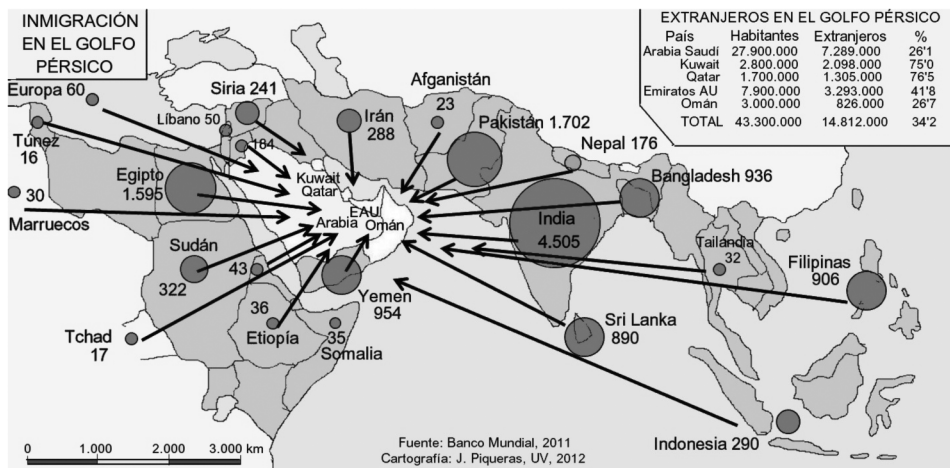 INMIGRACIÓN
EN EL GOLFO
PÉRSICO
EXTRANJEROS EN EL GOLFO PÉRSICO
País Habitantes Extranjeros %
Arabia Saudí 27.900.000 7.289.000 26'1
Kuwait 2.800.000 2.098.000 75'0
Qatar 1.700.000 1.305.000 76'5
Emiratos AU 7.900.000 3.293.000 41'8
Omán 3.000.000 826.000 26'7
TOTAL 43.300.000 14.812.000 34'2
Europa 60
Siria 241
Afganistán
23
Líbano 50
Irán
288
Pakistán 1.702
Túnez
16
184
Nepal 176
Egipto
1.595
Kuwait
Qatar
Bangladesh 936
30
Marruecos
Arabia
EAU
Omán
India
4.505
Sudán
322
43
Tailandia
32
Filipinas
906
Yemen
954
36
Etiopía
35
Somalia
Sri Lanka
890
Tchad
17
Indonesia 290
0 1.000 2.000 3.000 km
Fuente: Banco Mundial, 2011
Cartografía: J. Piqueras, UV, 2012